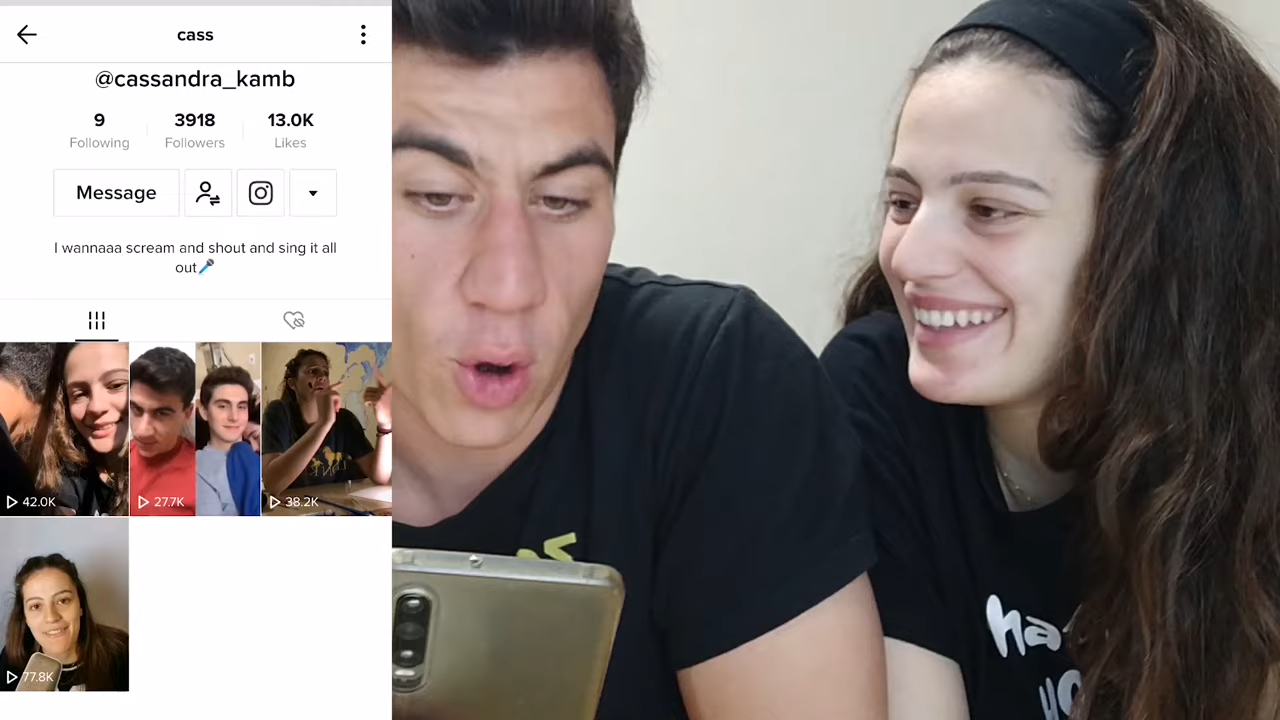 cass
@cassandra_kamb
9 3918 13.0K
Following Followers Likes
Message
I wannaaa scream and shout and sing it all
out🎤
42.0K 27.7K 38.2K
77.8K